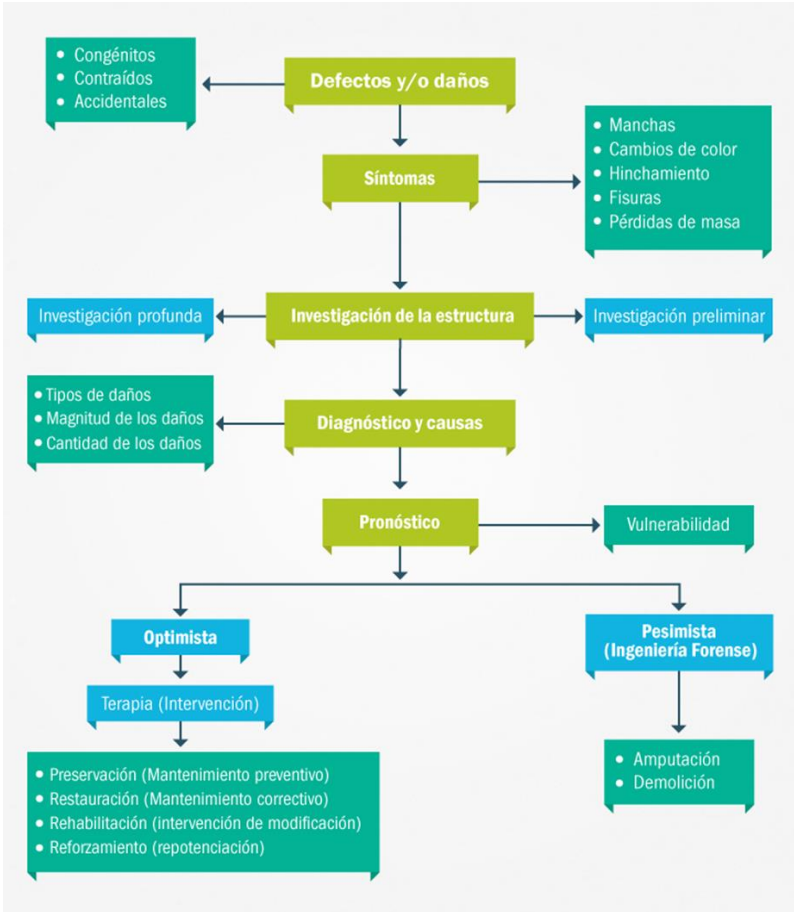 Defectos y/o daños
• Congénitos
• Contraídos
• Accidentales
Síntomas
• Manchas
• Cambios de color
• Hinchamiento
• Fisuras
• Pérdidas de masa
Investigación profunda
Investigación de la estructura
Investigación preliminar
• Tipos de daños
• Magnitud de los daños
• Cantidad de los daños
Diagnóstico y causas
Pronóstico
Vulnerabilidad
Optimista
Terapia (Intervención)
• Preservación (Mantenimiento preventivo)
• Restauración (Mantenimiento correctivo)
• Rehabilitación (intervención de modificación)
• Reforzamiento (repotenciación)
Pesimista
(Ingeniería Forense)
• Amputación
• Demolición